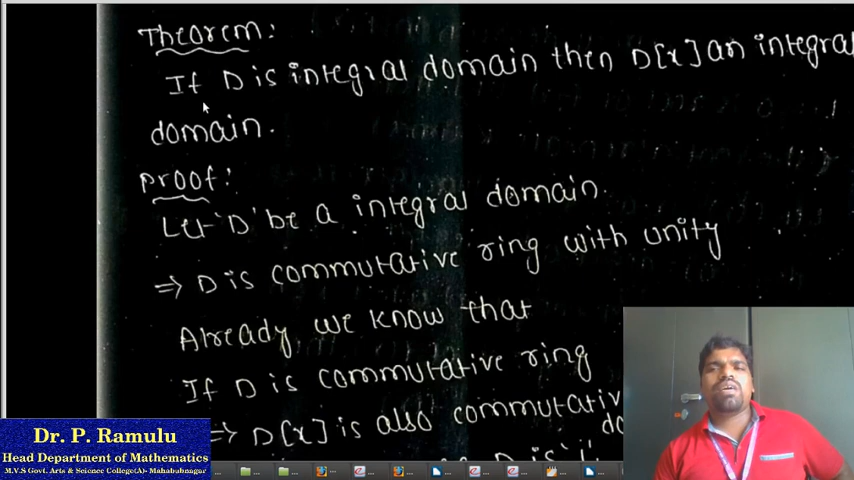 Theorem:
If D is integral domain then D[x] an integral
domain.
Proof:
Let 'D' be a integral domain.
⇒ D is commutative ring with unity
Already we know that
If D is commutative ring
⇒ D[x] is also commutativ
D is '1'
Dr. P. Ramulu
Head Department of Mathematics
M.V.S Govt. Arts & Science College(A)- Mahabubnagar